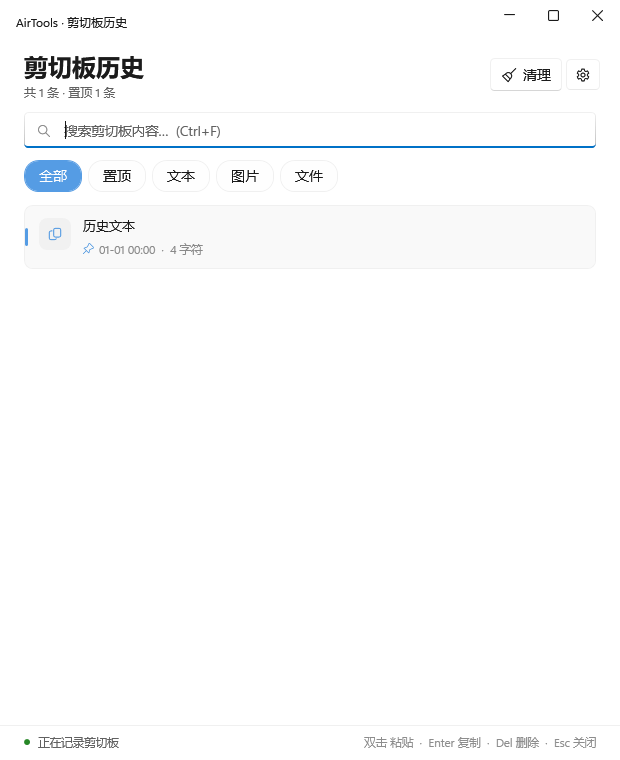 AirTools · 剪切板历史
剪切板历史
共 1 条 · 置顶 1 条
清理
搜索剪切板内容... (Ctrl+F)
全部 置顶 文本 图片 文件
历史文本
01-01 00:00 · 4 字符
正在记录剪切板 双击 粘贴 · Enter 复制 · Del 删除 · Esc 关闭